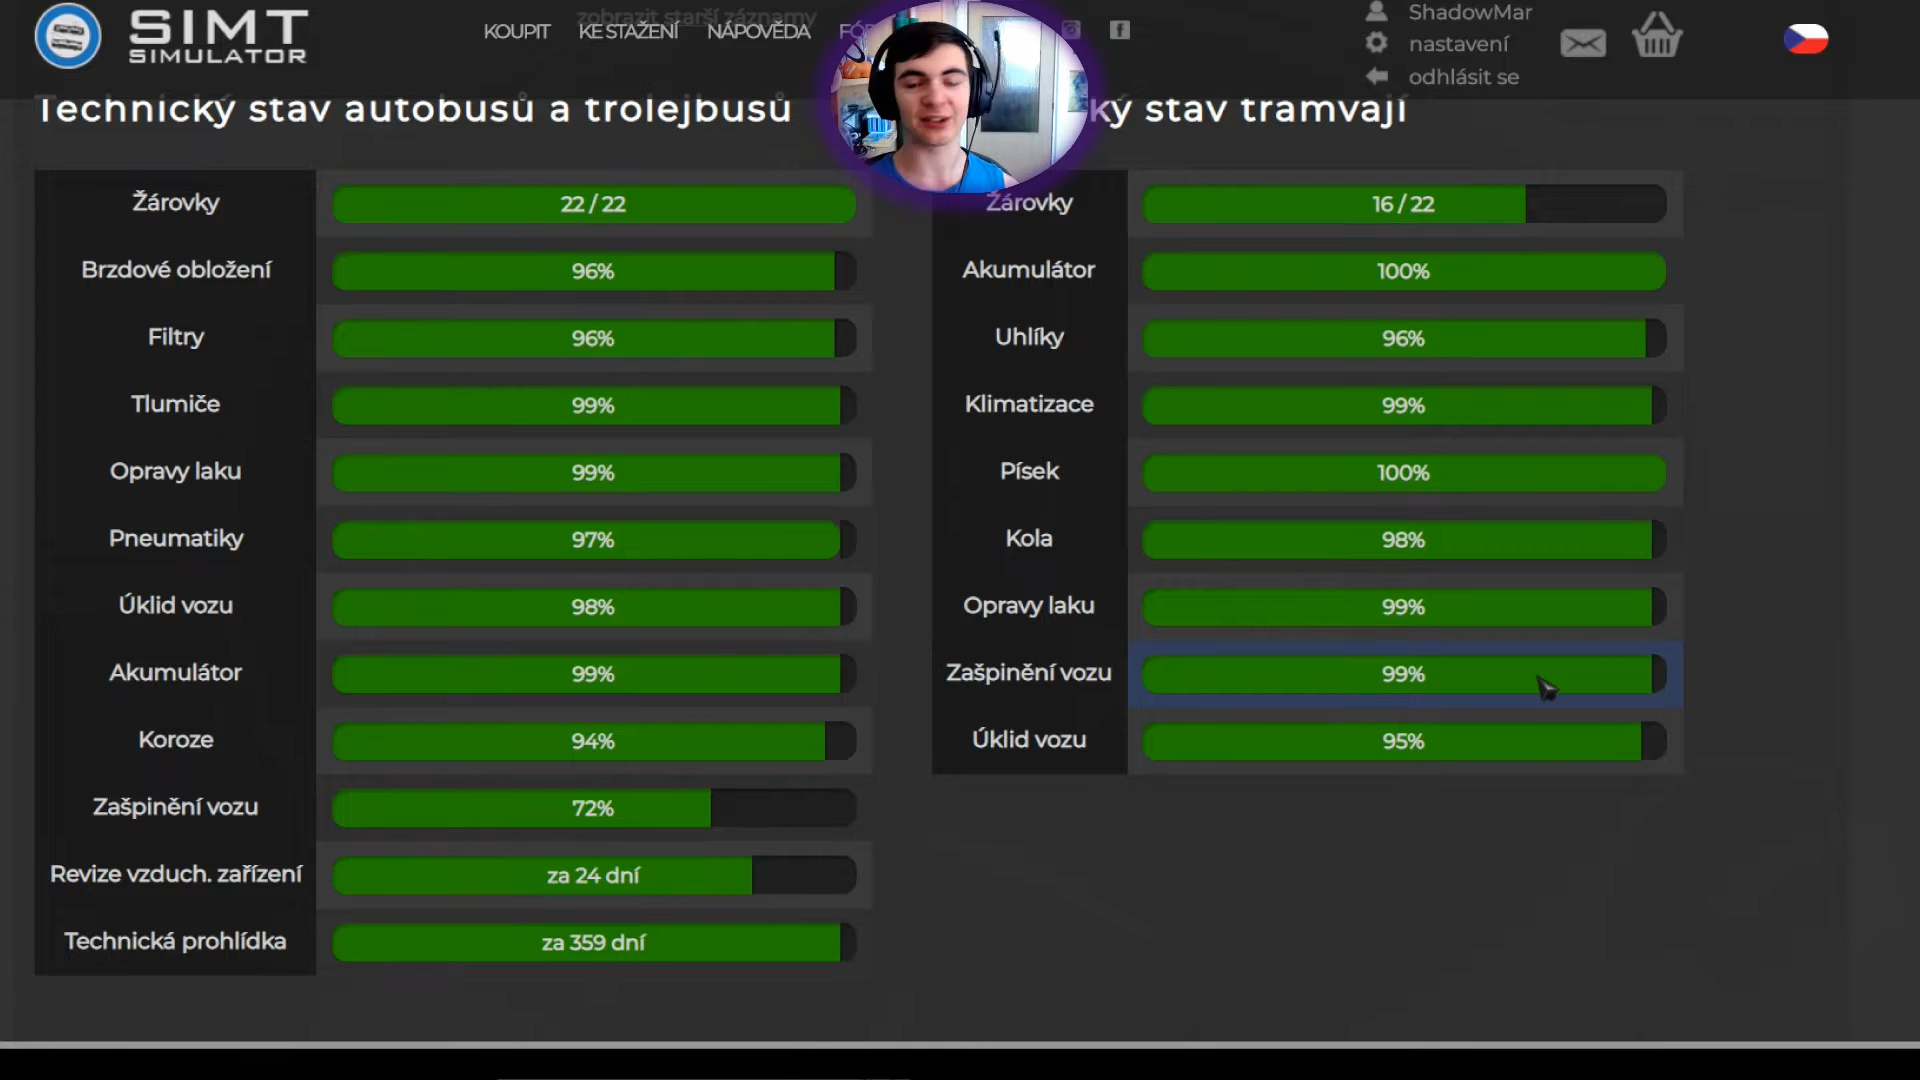 SIMT
SIMULATOR
zobrazit starší záznamy
KOUPIT
KE STAŽENÍ
NÁPOVĚDA
ShadowMar
nastavení
odhlásit se
Technický stav autobusů a trolejbusů
ký stav tramvají
Žárovky
22 / 22
Brzdové obložení
96%
Filtry
96%
Tlumiče
99%
Opravy laku
99%
Pneumatiky
97%
Úklid vozu
98%
Akumulátor
99%
Koroze
94%
Zašpinění vozu
72%
Revize vzduch. zařízení
za 24 dní
Technická prohlídka
za 359 dní
Žárovky
16 / 22
Akumulátor
100%
Uhlíky
96%
Klimatizace
99%
Písek
100%
Kola
98%
Opravy laku
99%
Zašpinění vozu
99%
Úklid vozu
95%